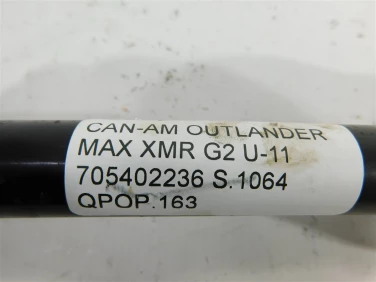 CAN-AM OUTLANDER
MAX XMR G2 U-11
705402236 S.1064
QPOP.163